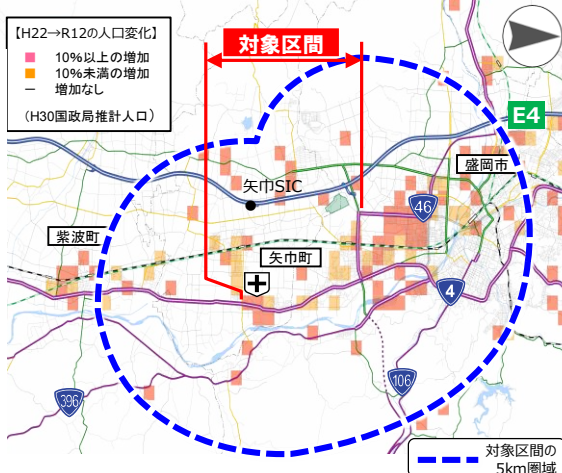 【H22→R12の人口変化】
10%以上の増加
10%未満の増加
増加なし
（H30国政局推計人口）
対象区間
E4
盛岡市
矢巾SIC
46
紫波町
矢巾町
4
106
396
対象区間の
5km圏域